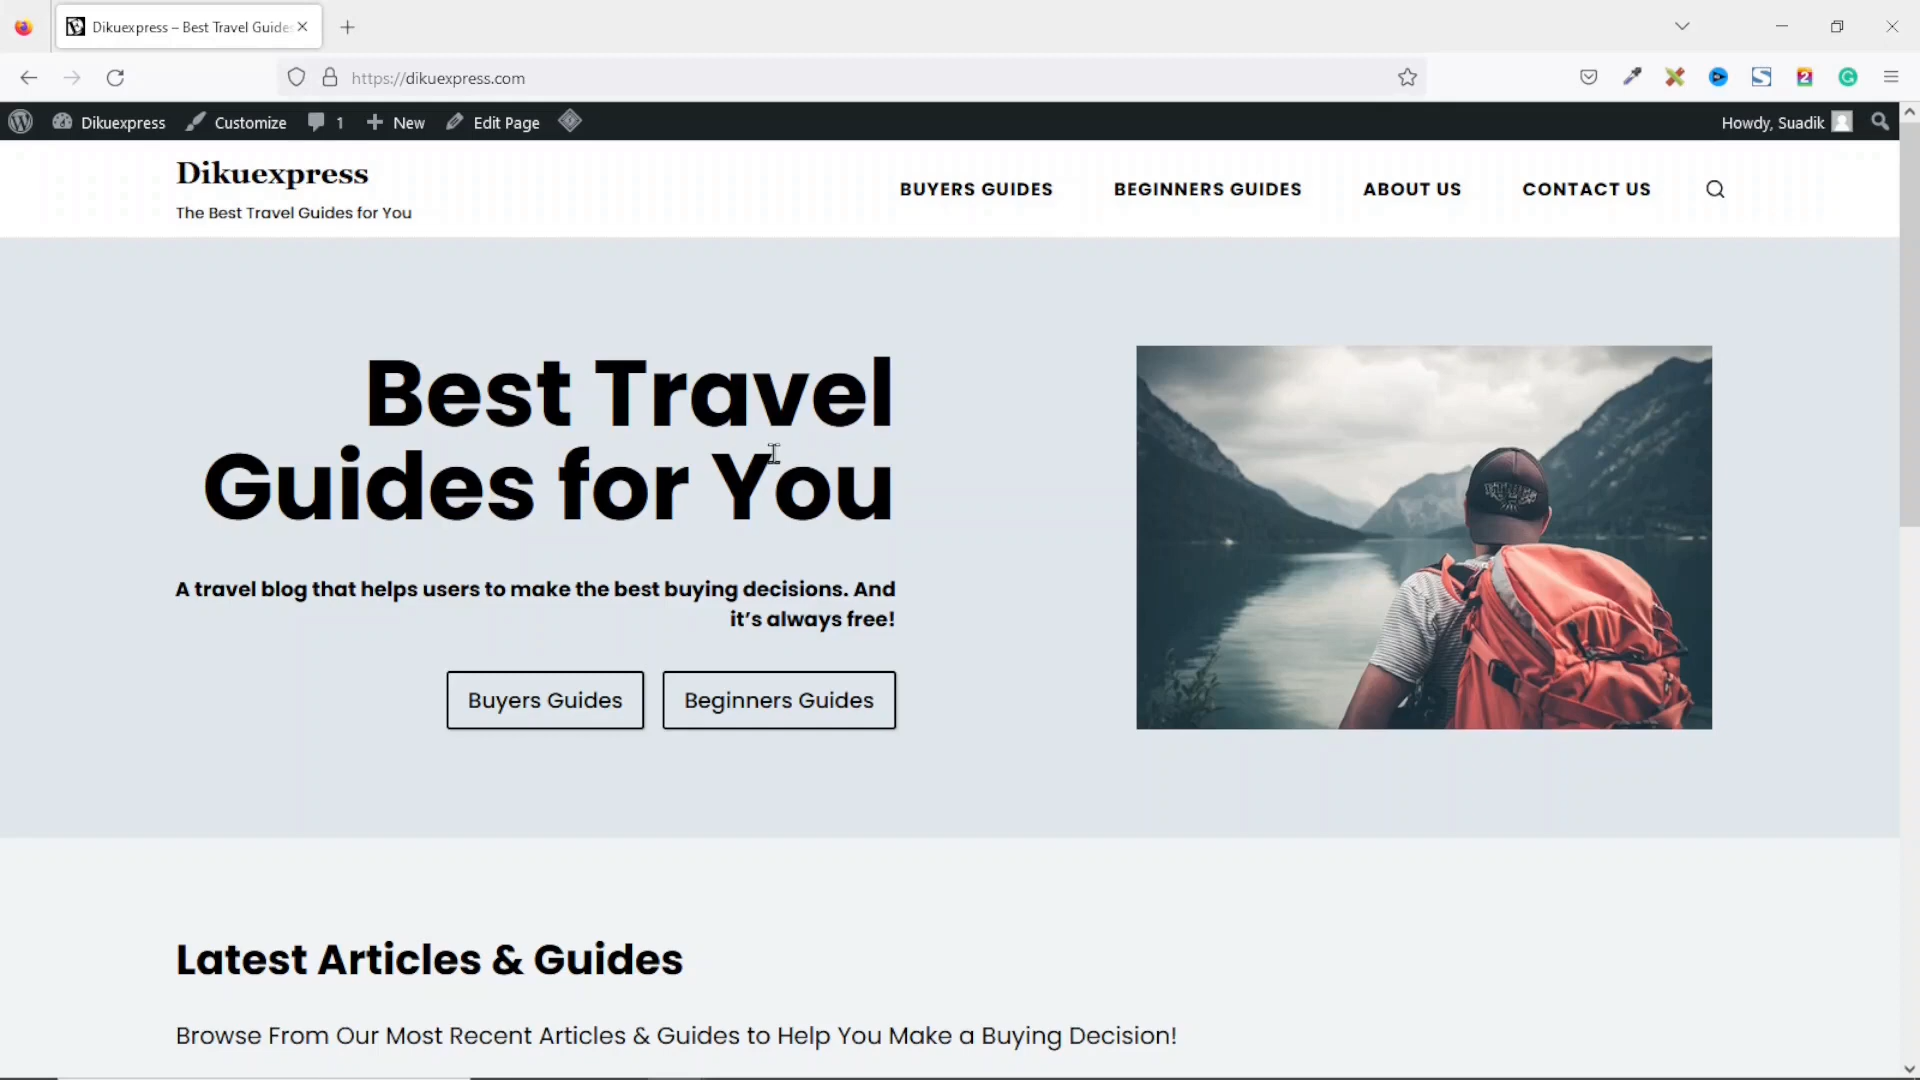 Dikuexpress – Best Travel Guide
https://dikuexpress.com
Dikuexpress Customize 1 New Edit Page Howdy, Suadik
Dikuexpress
The Best Travel Guides for You
BUYERS GUIDES BEGINNERS GUIDES ABOUT US CONTACT US
Best Travel
Guides for You
A travel blog that helps users to make the best buying decisions. And
it’s always free!
Buyers Guides Beginners Guides
Latest Articles & Guides
Browse From Our Most Recent Articles & Guides to Help You Make a Buying Decision!